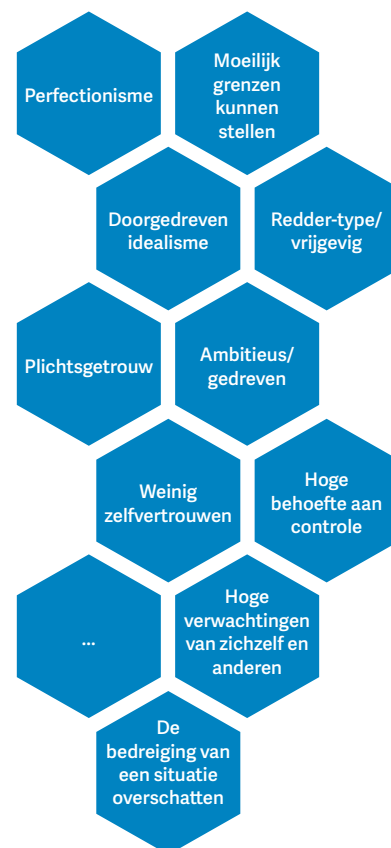 Perfectionisme
Moeilijk
grenzen
kunnen
stellen
Doorgedreven
idealisme
Redder-type/
vrijgevig
Plichtsgetrouw
Ambitieus/
gedreven
Weinig
zelfvertrouwen
Hoge
behoefte aan
controle
...
Hoge
verwachtingen
van zichzelf en
anderen
De
bedreiging van
een situatie
overschatten